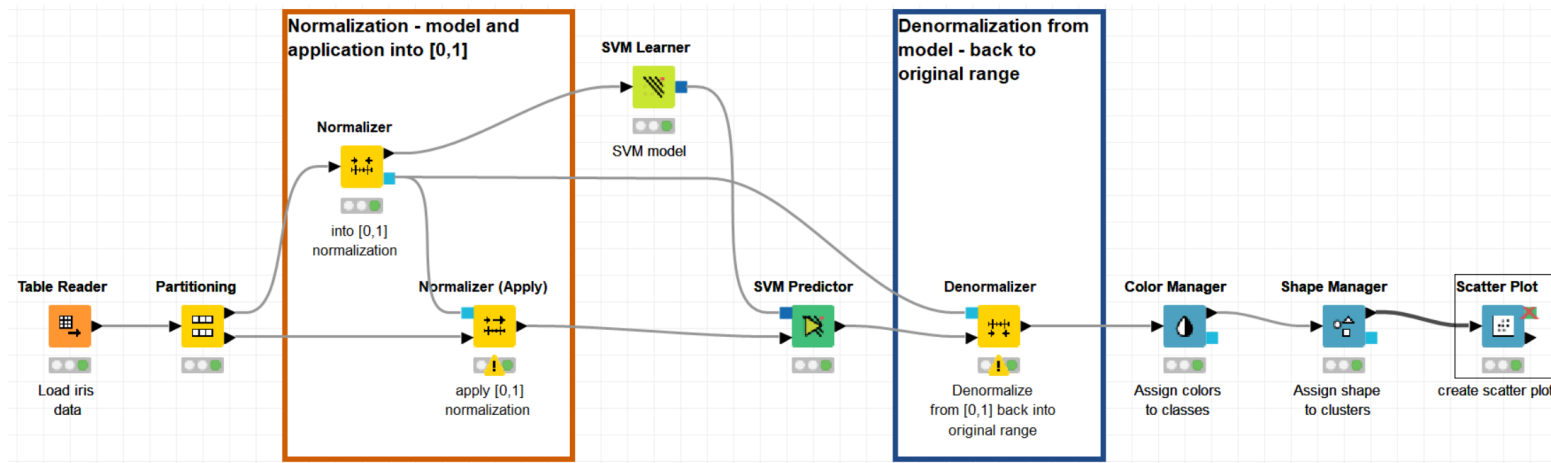 Normalization - model and
application into [0,1]
Denormalization from
model - back to
original range
SVM Learner
SVM model
Normalizer
into [0,1]
normalization
Table Reader
Load iris
data
Partitioning
Normalizer (Apply)
apply [0,1]
normalization
SVM Predictor
Denormalizer
Denormalize
from [0,1] back into
original range
Color Manager
Assign colors
to classes
Shape Manager
Assign shape
to clusters
Scatter Plot
create scatter plot